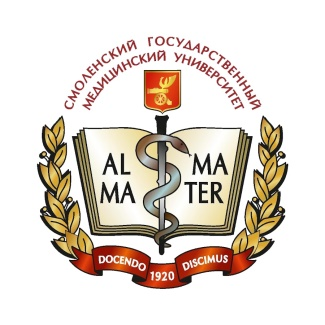 СМОЛЕНСКИЙ ГОСУДАРСТВЕННЫЙ
МЕДИЦИНСКИЙ УНИВЕРСИТЕТ
AL MA
MA TER
DOCENDO DISCIMUS
1920